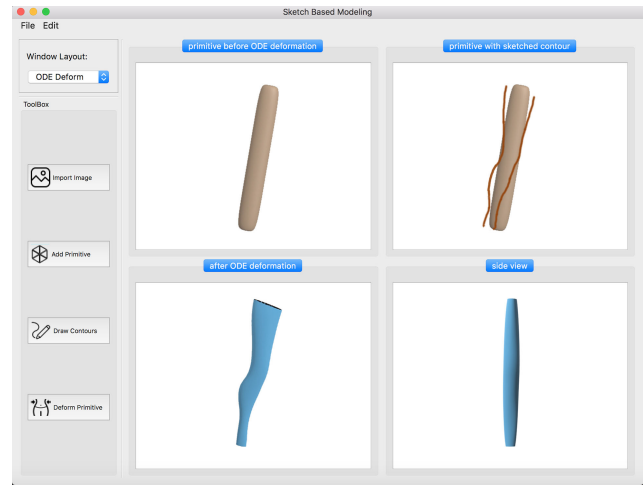 Sketch Based Modeling
File Edit
Window Layout:
ODE Deform
ToolBox
Import image
Add Primitive
Draw Contours
Deform Primitive
primitive before ODE deformation
primitive with sketched contour
after ODE deformation
side view